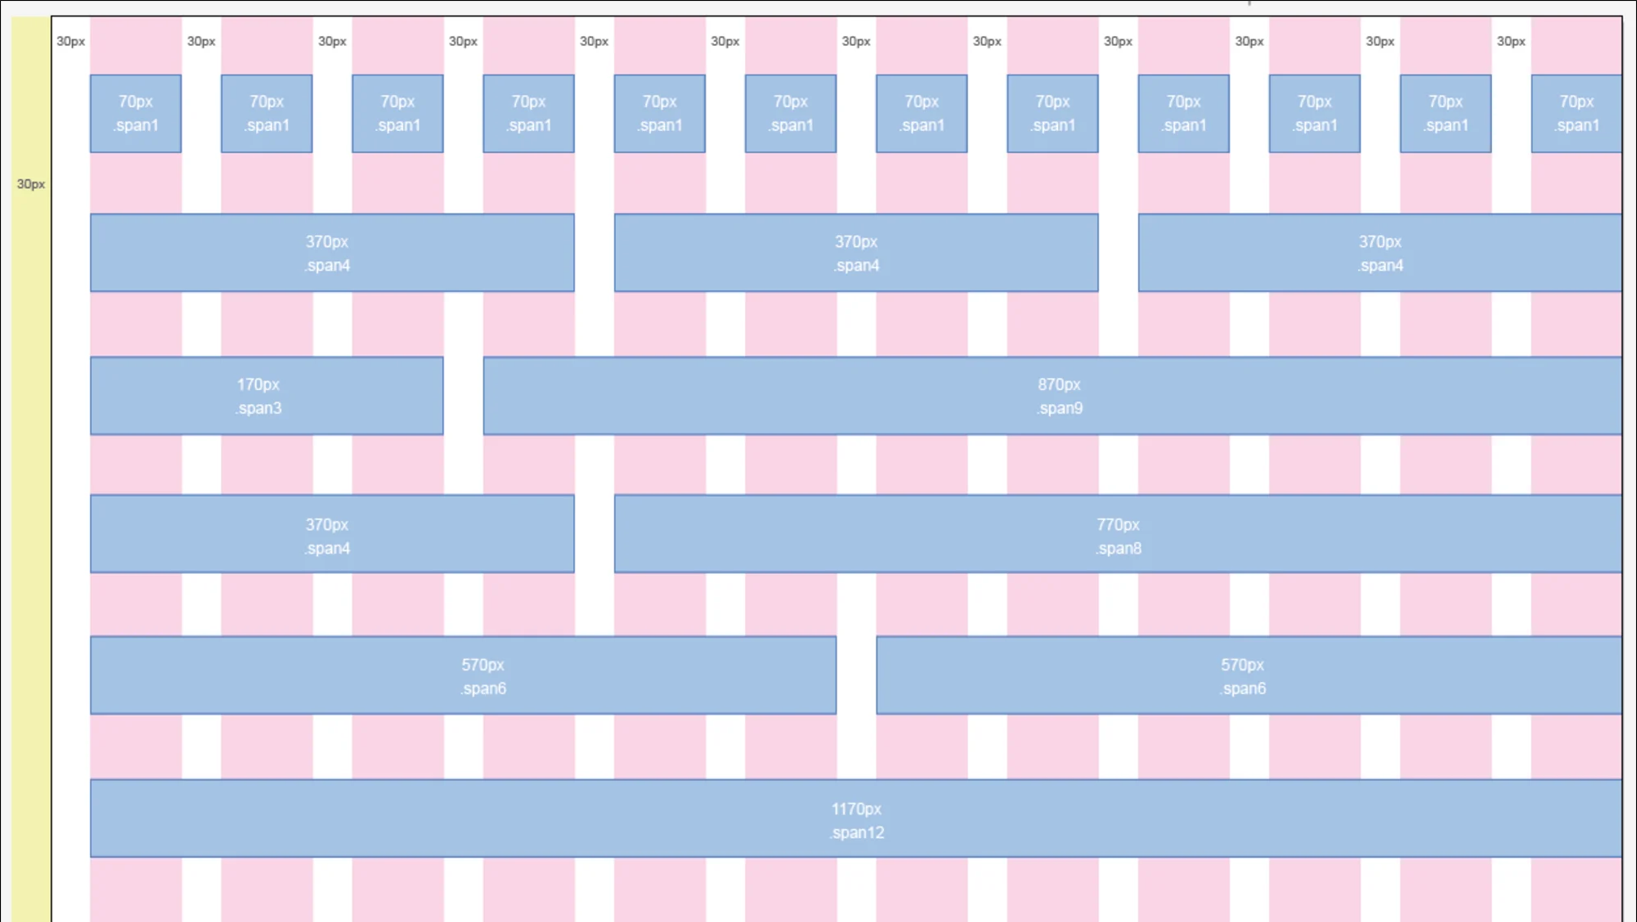 30px 30px 30px 30px 30px 30px 30px 30px 30px 30px 30px 30px
70px 70px 70px 70px 70px 70px 70px 70px 70px 70px 70px 70px
.span1 .span1 .span1 .span1 .span1 .span1 .span1 .span1 .span1 .span1 .span1 .span1
30px
370px 370px 370px
.span4 .span4 .span4
170px 870px
.span3 .span9
370px 770px
.span4 .span8
570px 570px
.span6 .span6
1170px
.span12